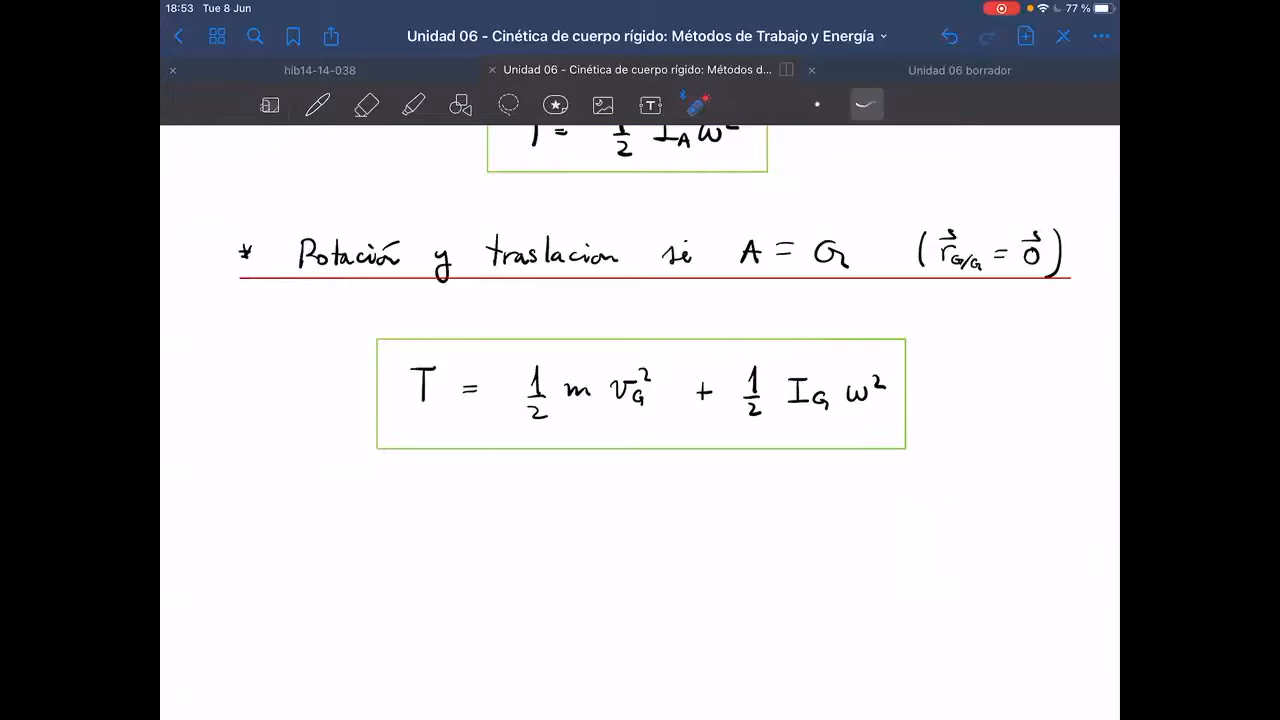 18:53 Tue 8 Jun 77 %
Unidad 06 - Cinética de cuerpo rígido: Métodos de Trabajo y Energía
hib14-14-038 Unidad 06 - Cinética de cuerpo rígido: Métodos d... Unidad 06 borrador
T = 1/2 I_A ω²
* Rotación y traslacion si A = G (r⃗_G/G = 0⃗)
T = 1/2 m v_G² + 1/2 I_G ω²